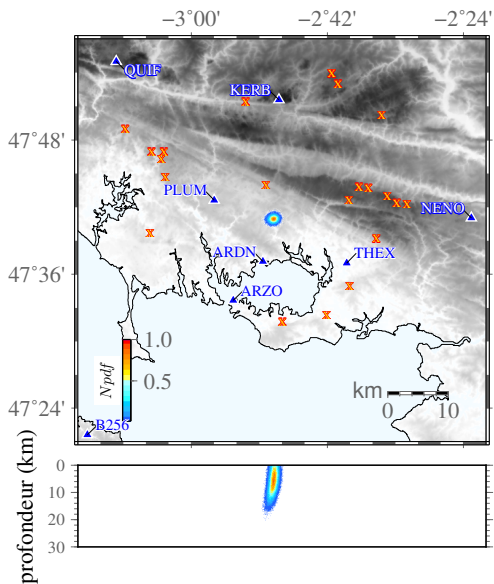 −3°00' −2°42' −2°24'
QUIF
KERB
47°48'
PLUM
NENO
ARDN
THEX
47°36'
ARZO
Npdf
1.0
0.5
km
0 10
47°24'
B256
profondeur (km)
0
10
20
30